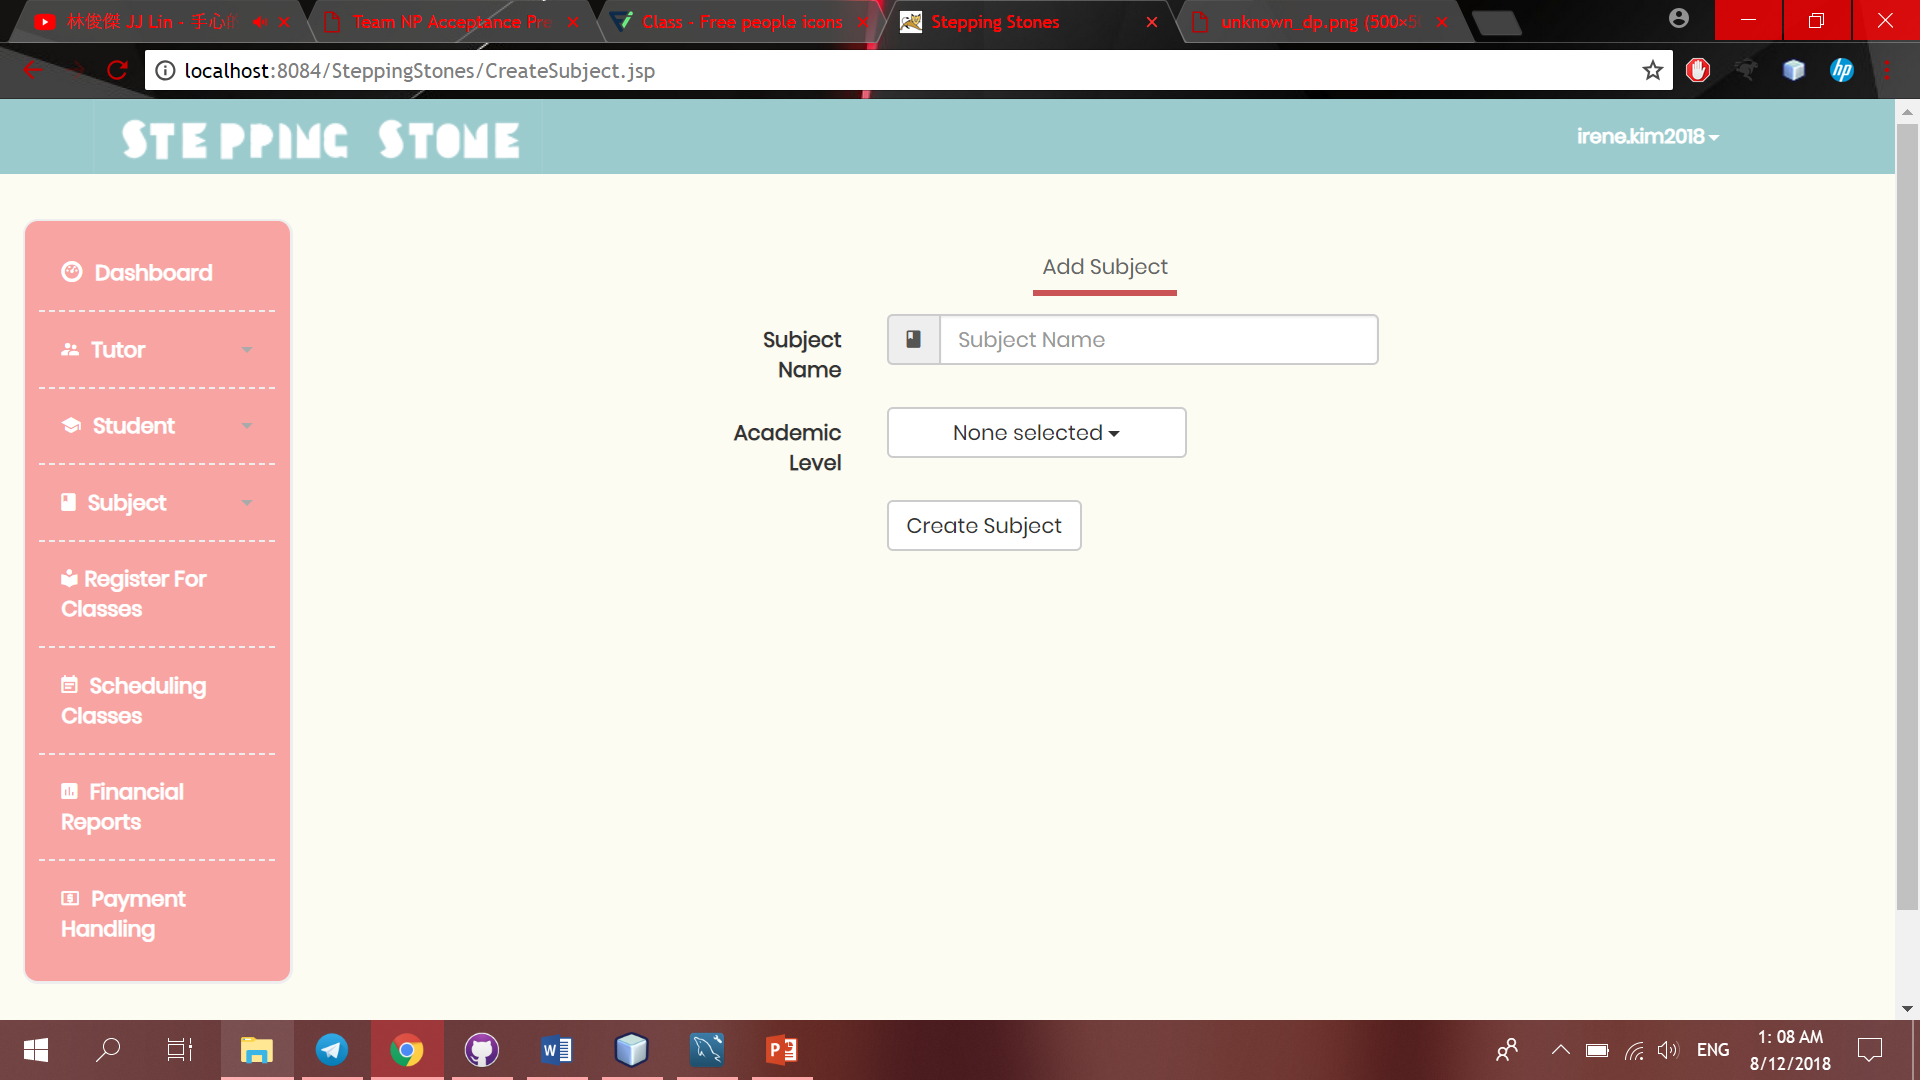 林俊傑 JJ Lin - 手心
Team NP Acceptance Pre
Class - Free people icons
Stepping Stones
unknown_dp.png (500×5
localhost:8084/SteppingStones/CreateSubject.jsp
STEPPING STONE
irene.kim2018
Dashboard
Tutor
Student
Subject
Register For
Classes
Scheduling
Classes
Financial
Reports
Payment
Handling
Add Subject
Subject
Name
Subject Name
Academic
Level
None selected
Create Subject
ENG
1: 08 AM
8/12/2018